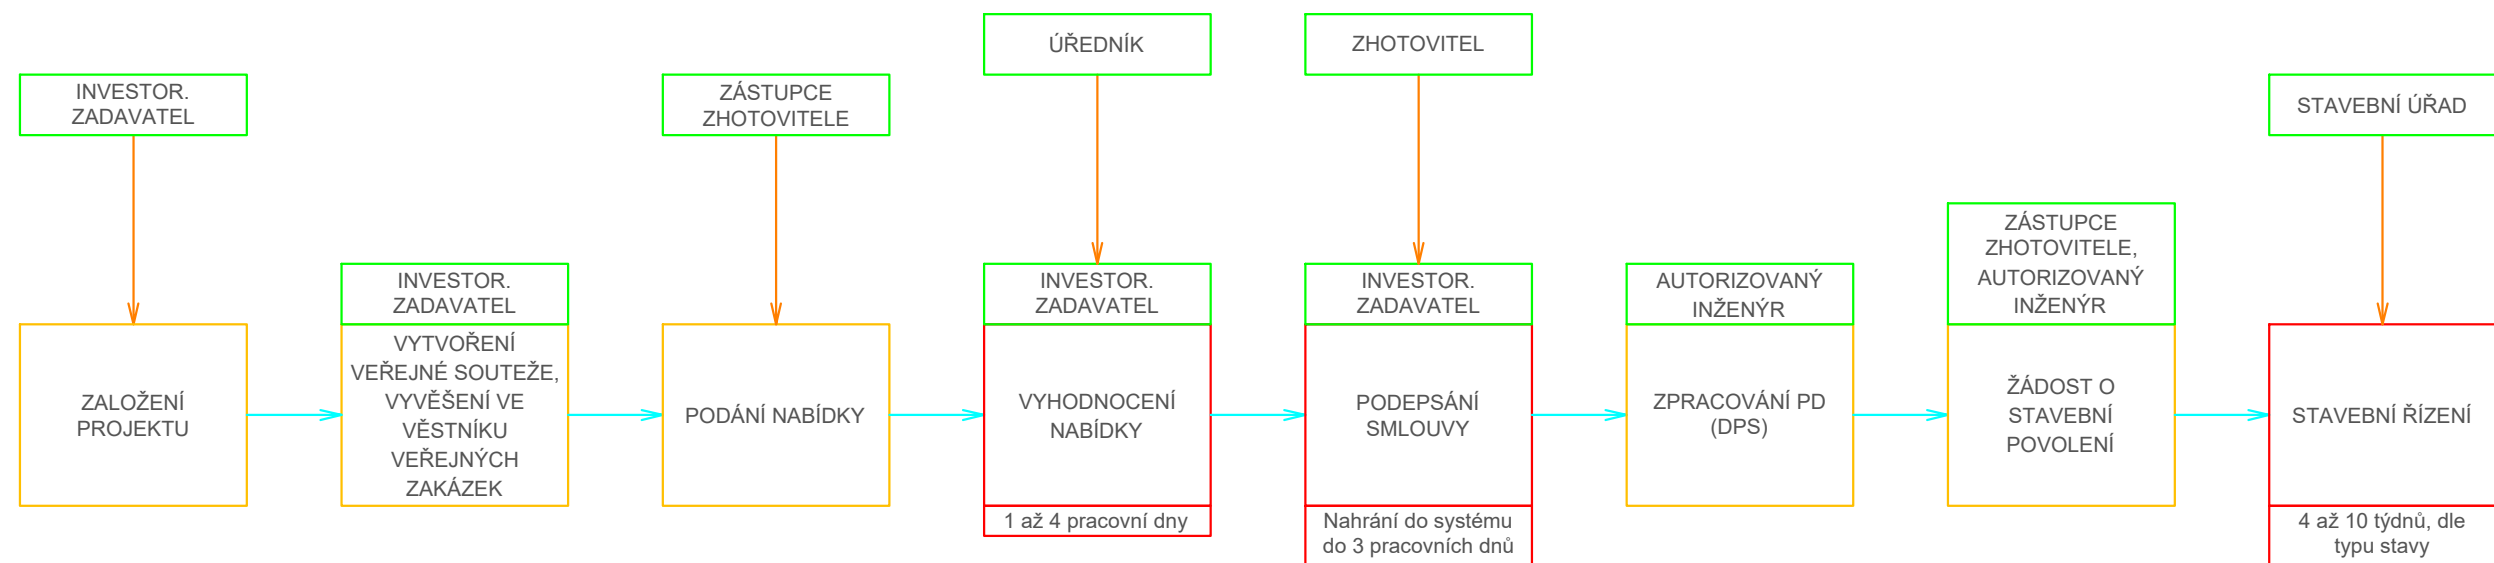 INVESTOR.
ZADAVATEL
ZALOŽENÍ
PROJEKTU
INVESTOR.
ZADAVATEL
VYTVOŘENÍ
VEŘEJNÉ SOUTEŽE,
VYVĚŠENÍ VE
VĚSTNÍKU
VEŘEJNÝCH
ZAKÁZEK
ZÁSTUPCE
ZHOTOVITELE
PODÁNÍ NABÍDKY
ÚŘEDNÍK
INVESTOR.
ZADAVATEL
VYHODNOCENÍ
NABÍDKY
1 až 4 pracovní dny
ZHOTOVITEL
INVESTOR.
ZADAVATEL
PODEPSÁNÍ
SMLOUVY
Nahrání do systému
do 3 pracovních dnů
AUTORIZOVANÝ
INŽENÝR
ZPRACOVÁNÍ PD
(DPS)
ZÁSTUPCE
ZHOTOVITELE,
AUTORIZOVANÝ
INŽENÝR
ŽÁDOST O
STAVEBNÍ
POVOLENÍ
STAVEBNÍ ÚŘAD
STAVEBNÍ ŘÍZENÍ
4 až 10 týdnů, dle
typu stavy